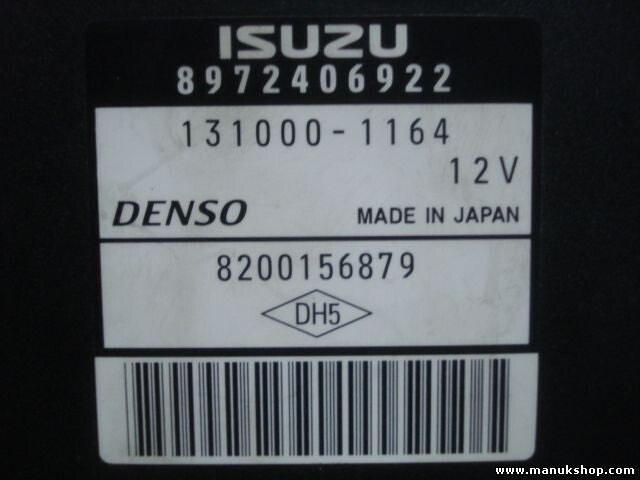 ISUZU
8972406922
131000-1164
12V
DENSO MADE IN JAPAN
8200156879
DH5
www.manukshop.com